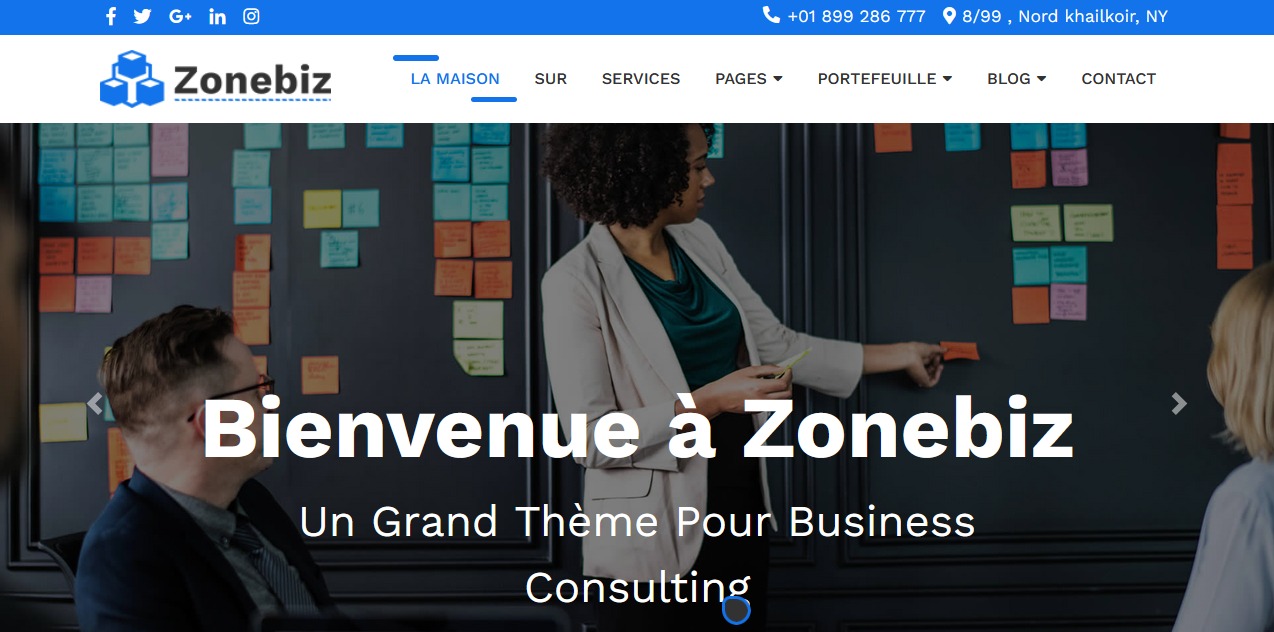 +01 899 286 777 8/99 , Nord khailkoir, NY
Zonebiz
LA MAISON SUR SERVICES PAGES PORTEFEUILLE BLOG CONTACT
Bienvenue à Zonebiz
Un Grand Thème Pour Business
Consulting